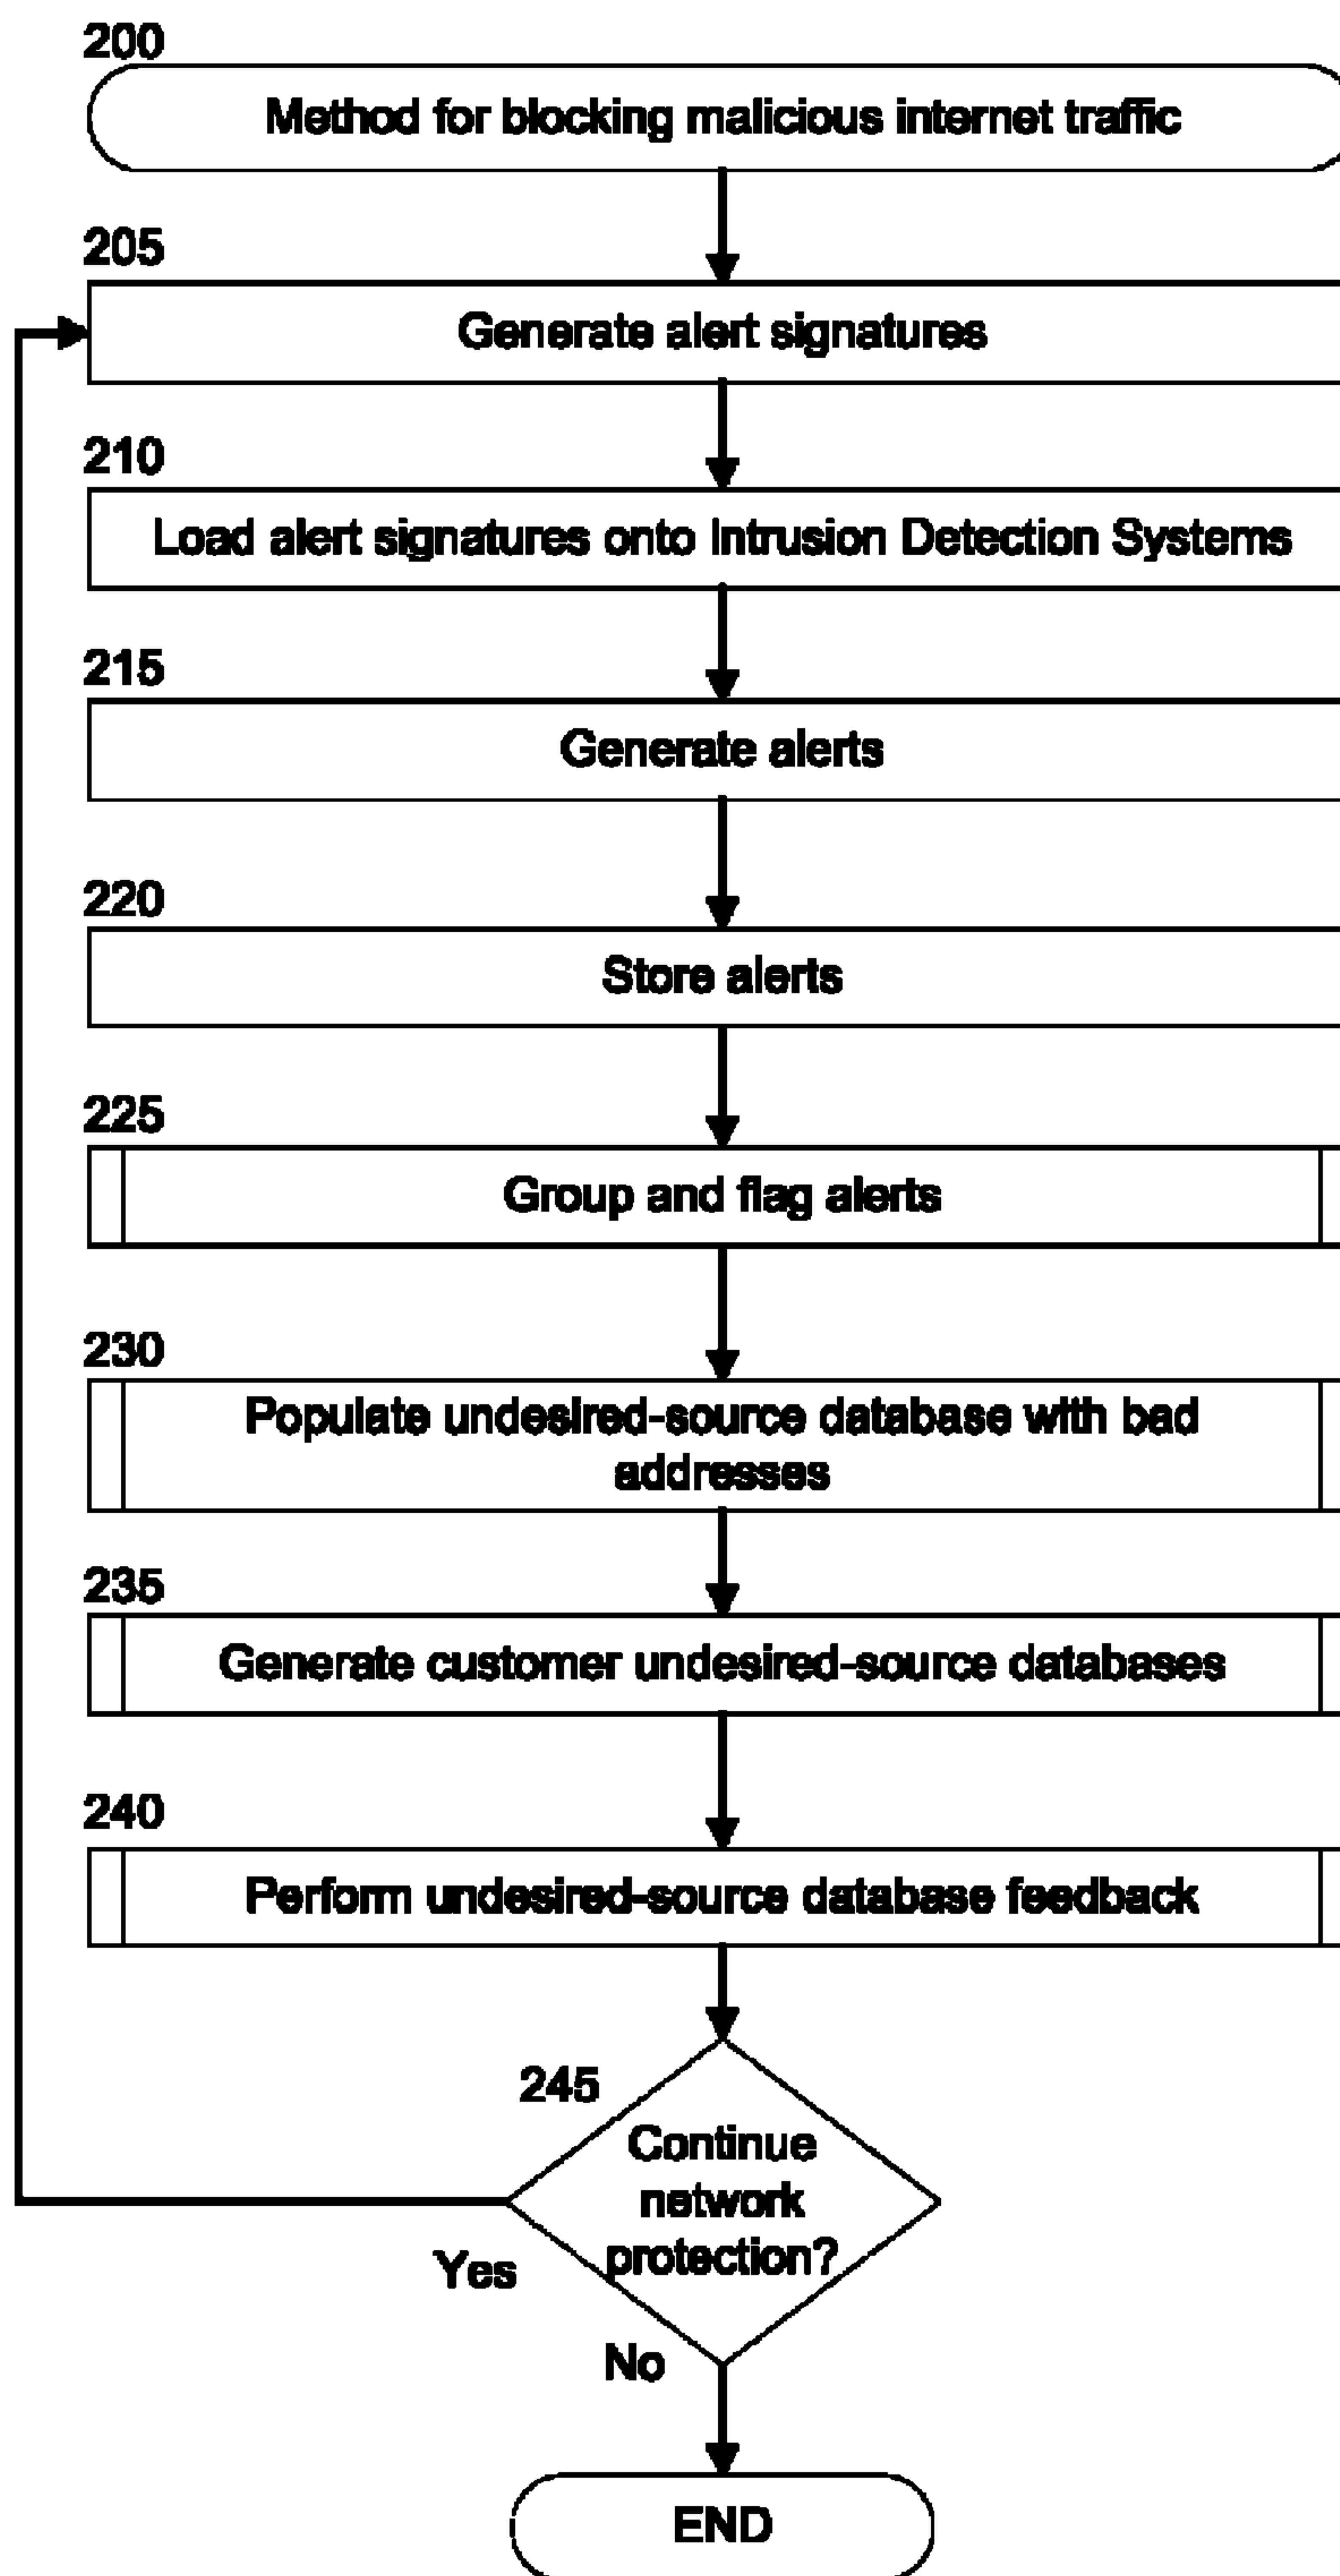 200
Method for blocking malicious internet traffic
205
Generate alert signatures
210
Load alert signatures onto Intrusion Detection Systems
215
Generate alerts
220
Store alerts
225
Group and flag alerts
230
Populate undesired-source database with bad
addresses
235
Generate customer undesired-source databases
240
Perform undesired-source database feedback
245
Continue
network
protection?
Yes
No
END